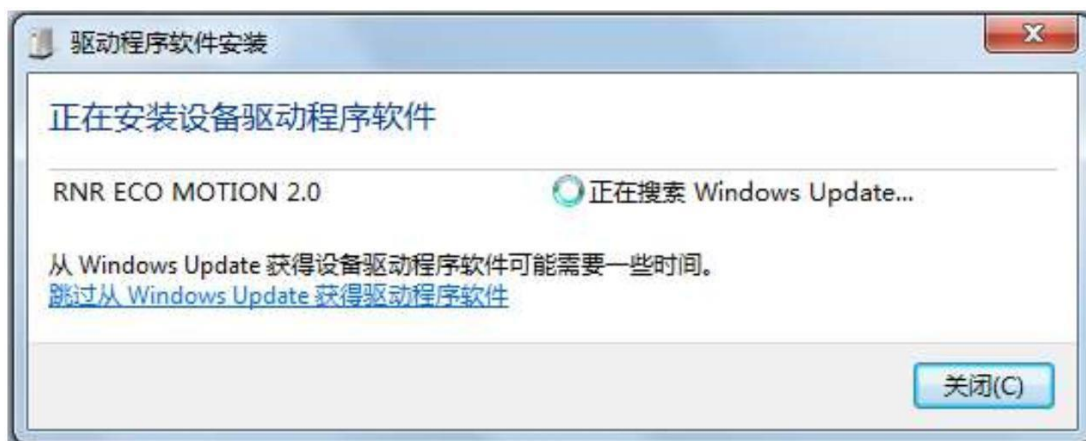 驱动程序软件安装
正在安装设备驱动程序软件
RNR ECO MOTION 2.0 正在搜索 Windows Update...
从 Windows Update 获得设备驱动程序软件可能需要一些时间。
跳过从 Windows Update 获得驱动程序软件
关闭(C)